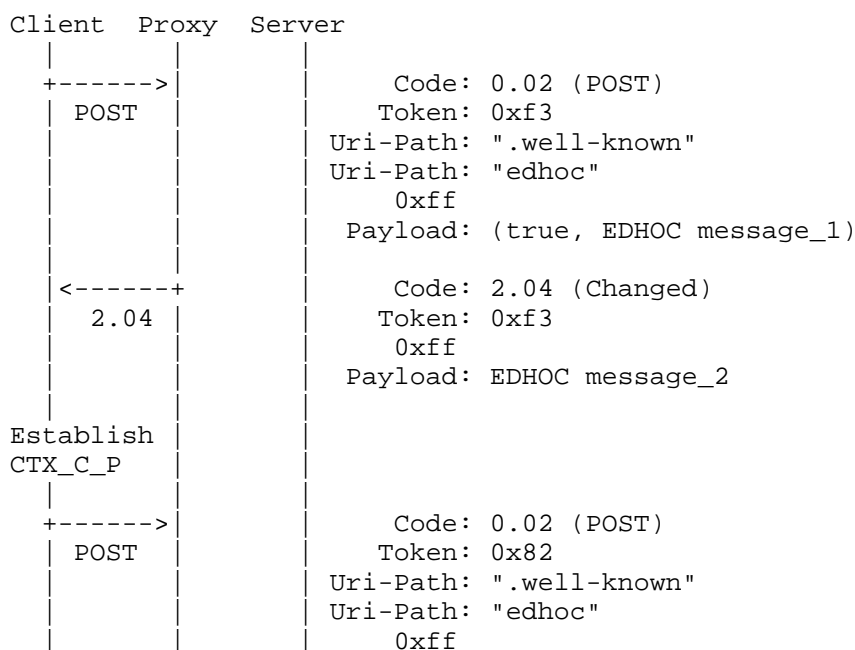 Client  Proxy  Server
  |       |       |
  +------>|       |     Code: 0.02 (POST)
  | POST  |       |    Token: 0xf3
  |       |       | Uri-Path: ".well-known"
  |       |       | Uri-Path: "edhoc"
  |       |       |     0xff
  |       |       |  Payload: (true, EDHOC message_1)
  |       |       |
  |<------+       |     Code: 2.04 (Changed)
  |  2.04 |       |    Token: 0xf3
  |       |       |     0xff
  |       |       |  Payload: EDHOC message_2
  |       |       |
Establish |       |
CTX_C_P   |       |
  |       |       |
  +------>|       |     Code: 0.02 (POST)
  | POST  |       |    Token: 0x82
  |       |       | Uri-Path: ".well-known"
  |       |       | Uri-Path: "edhoc"
  |       |       |     0xff